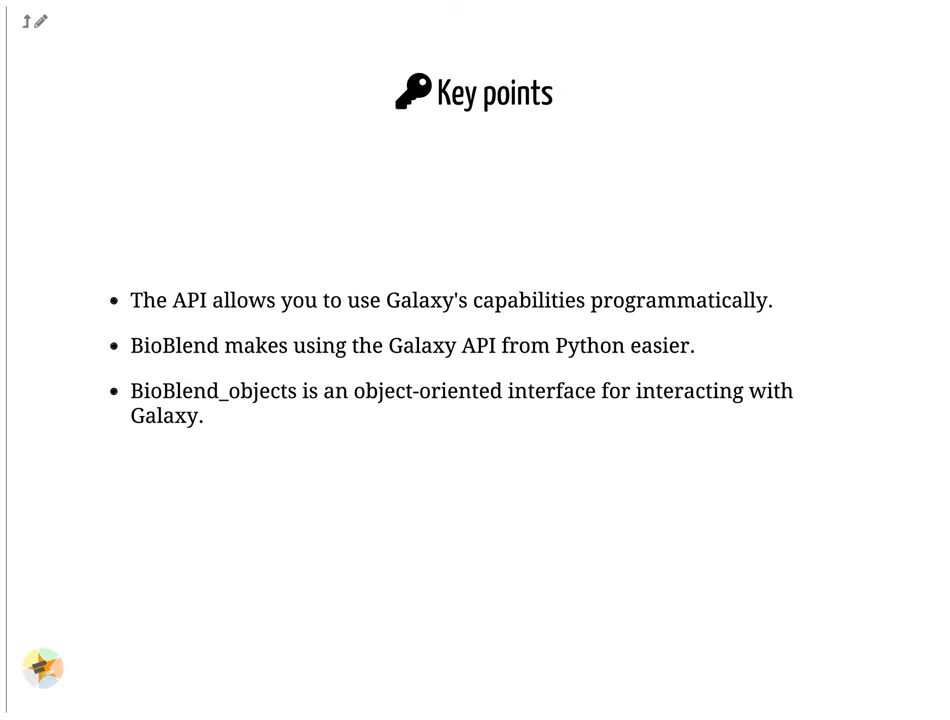 Key points
The API allows you to use Galaxy's capabilities programmatically.
BioBlend makes using the Galaxy API from Python easier.
BioBlend_objects is an object-oriented interface for interacting with
Galaxy.